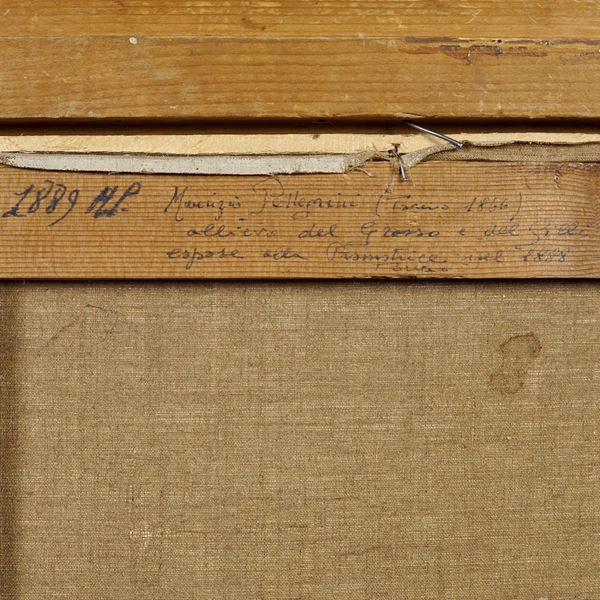 1889 M.P. Maurizio Pellegrini (Torino 1866)
allievo del Grosso e del Gilli
espose alla Promotrice nel 1888